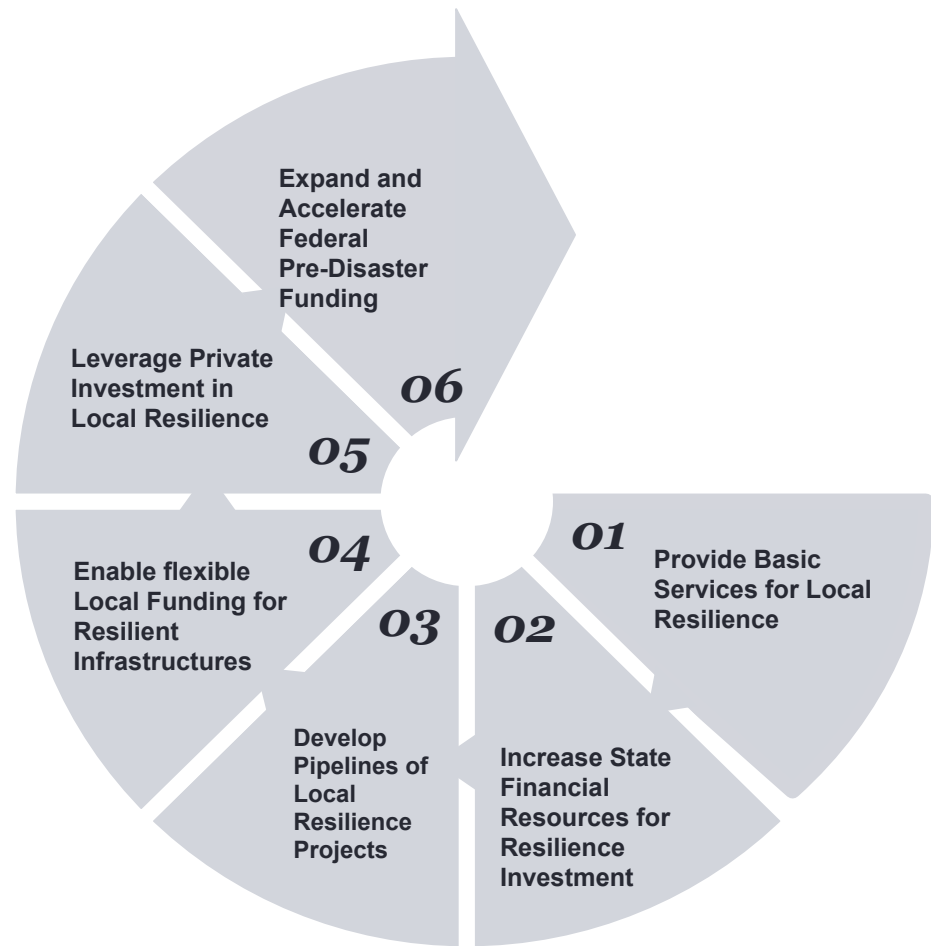 01
Provide Basic
Services for Local
Resilience
02
Increase State
Financial
Resources for
Resilience
Investment
03
Develop
Pipelines of
Local
Resilience
Projects
04
Enable flexible
Local Funding for
Resilient
Infrastructures
05
Leverage Private
Investment in
Local Resilience
06
Expand and
Accelerate
Federal
Pre-Disaster
Funding